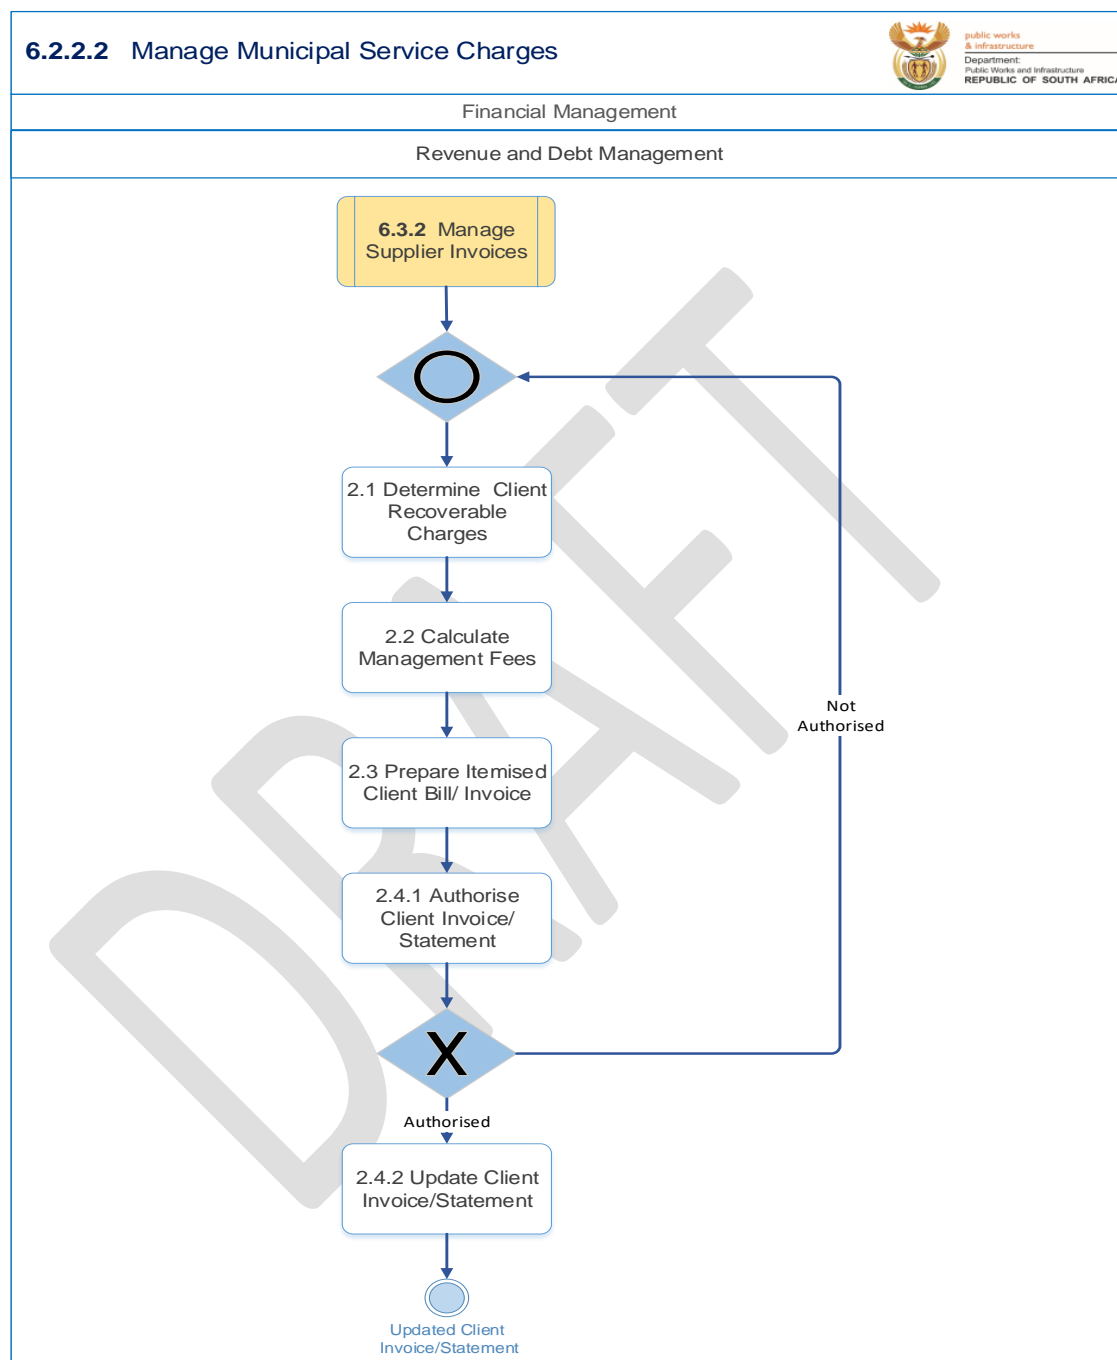 6.2.2.2 Manage Municipal Service Charges
public works
& infrastructure
Department:
Public Works and Infrastructure
REPUBLIC OF SOUTH AFRICA
Financial Management
Revenue and Debt Management
6.3.2 Manage
Supplier Invoices
2.1 Determine Client
Recoverable
Charges
2.2 Calculate
Management Fees
2.3 Prepare Itemised
Client Bill/ Invoice
Not
Authorised
2.4.1 Authorise
Client Invoice/
Statement
X
Authorised
2.4.2 Update Client
Invoice/Statement
Updated Client
Invoice/Statement
DRAFT